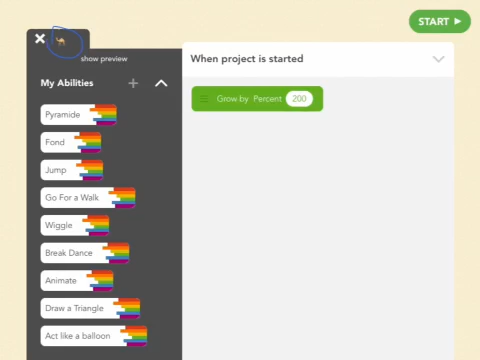 START
show preview
When project is started
My Abilities
Grow by Percent 200
Pyramide
Fond
Jump
Go For a Walk
Wiggle
Break Dance
Animate
Draw a Triangle
Act like a balloon